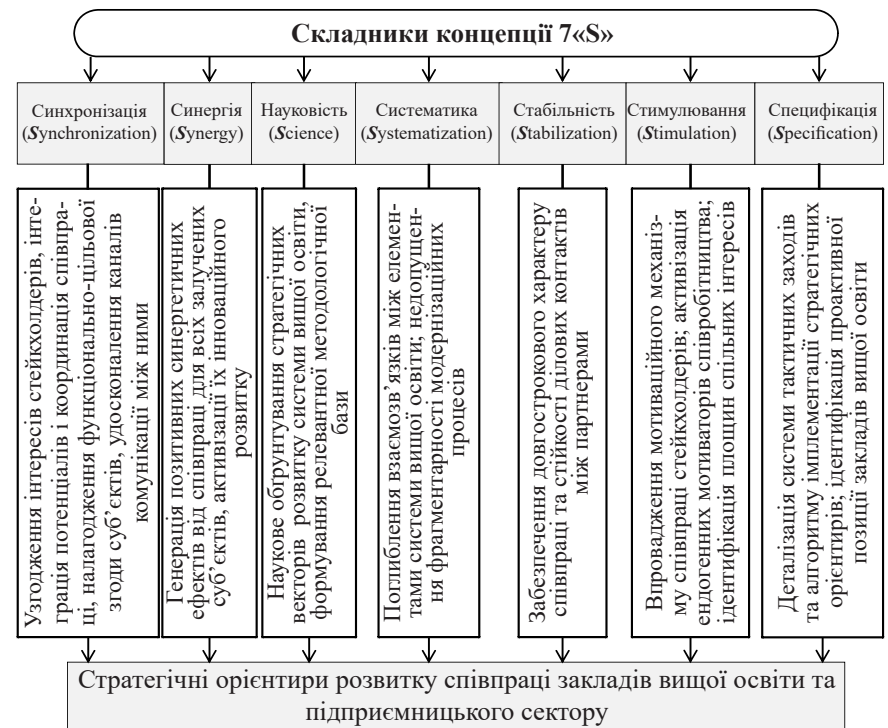 Складники концепції 7«S»
Синхронізація
(Synchronization)
Синергія
(Synergy)
Науковість
(Science)
Систематика
(Systematization)
Стабільність
(Stabilization)
Стимулювання
(Stimulation)
Специфікація
(Specification)
Узгодження інтересів стейкхолдерів, інте-
грація потенціалів і координація співпра-
ці, налагодження функціонально-цільової
згоди суб’єктів, удосконалення каналів
комунікації між ними
Генерація позитивних синергетичних
ефектів від співпраці для всіх залучених
суб’єктів, активізації їх інноваційного
розвитку
Наукове обґрунтування стратегічних
векторів розвитку системи вищої освіти,
формування релевантної методологічної
бази
Поглиблення взаємозв’язків між елемен-
тами системи вищої освіти; недопущен-
ня фрагментарності модернізаційних
процесів
Забезпечення довгострокового характеру
співпраці та стійкості ділових контактів
між партнерами
Впровадження мотиваційного механіз-
му співпраці стейкхолдерів; активізація
ендогенних мотиваторів співробітництва;
ідентифікація площин спільних інтересів
Деталізація системи тактичних заходів
та алгоритму імплементації стратегічних
орієнтирів; ідентифікація проактивної
позиції закладів вищої освіти
Стратегічні орієнтири розвитку співпраці закладів вищої освіти та
підприємницького сектору